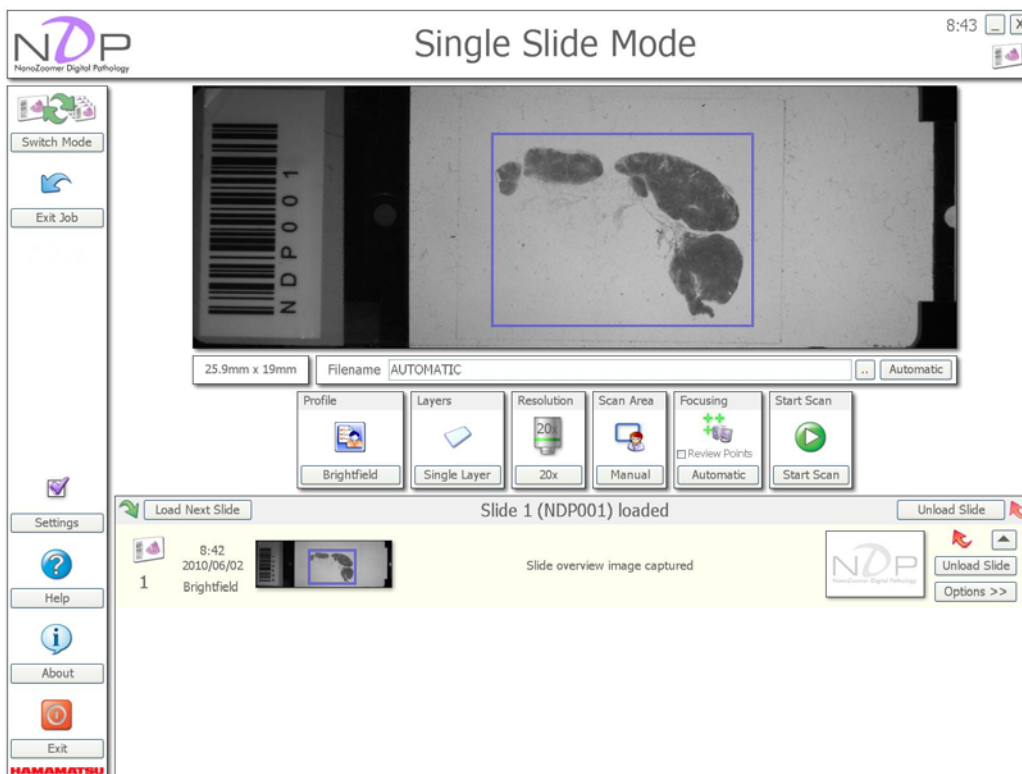 NDP
NanoZoomer Digital Pathology
Single Slide Mode
8:43
Switch Mode
Exit Job
NDP001
25.9mm x 19mm
Filename AUTOMATIC .. Automatic
Profile Layers Resolution Scan Area Focusing Start Scan
20x
Review Points
Brightfield Single Layer 20x Manual Automatic Start Scan
Load Next Slide Slide 1 (NDP001) loaded Unload Slide
Settings
8:42
2010/06/02
Brightfield
1
Slide overview image captured
NDP
NanoZoomer Digital Pathology
Unload Slide
Options >>
Help
About
Exit
HAMAMATSU